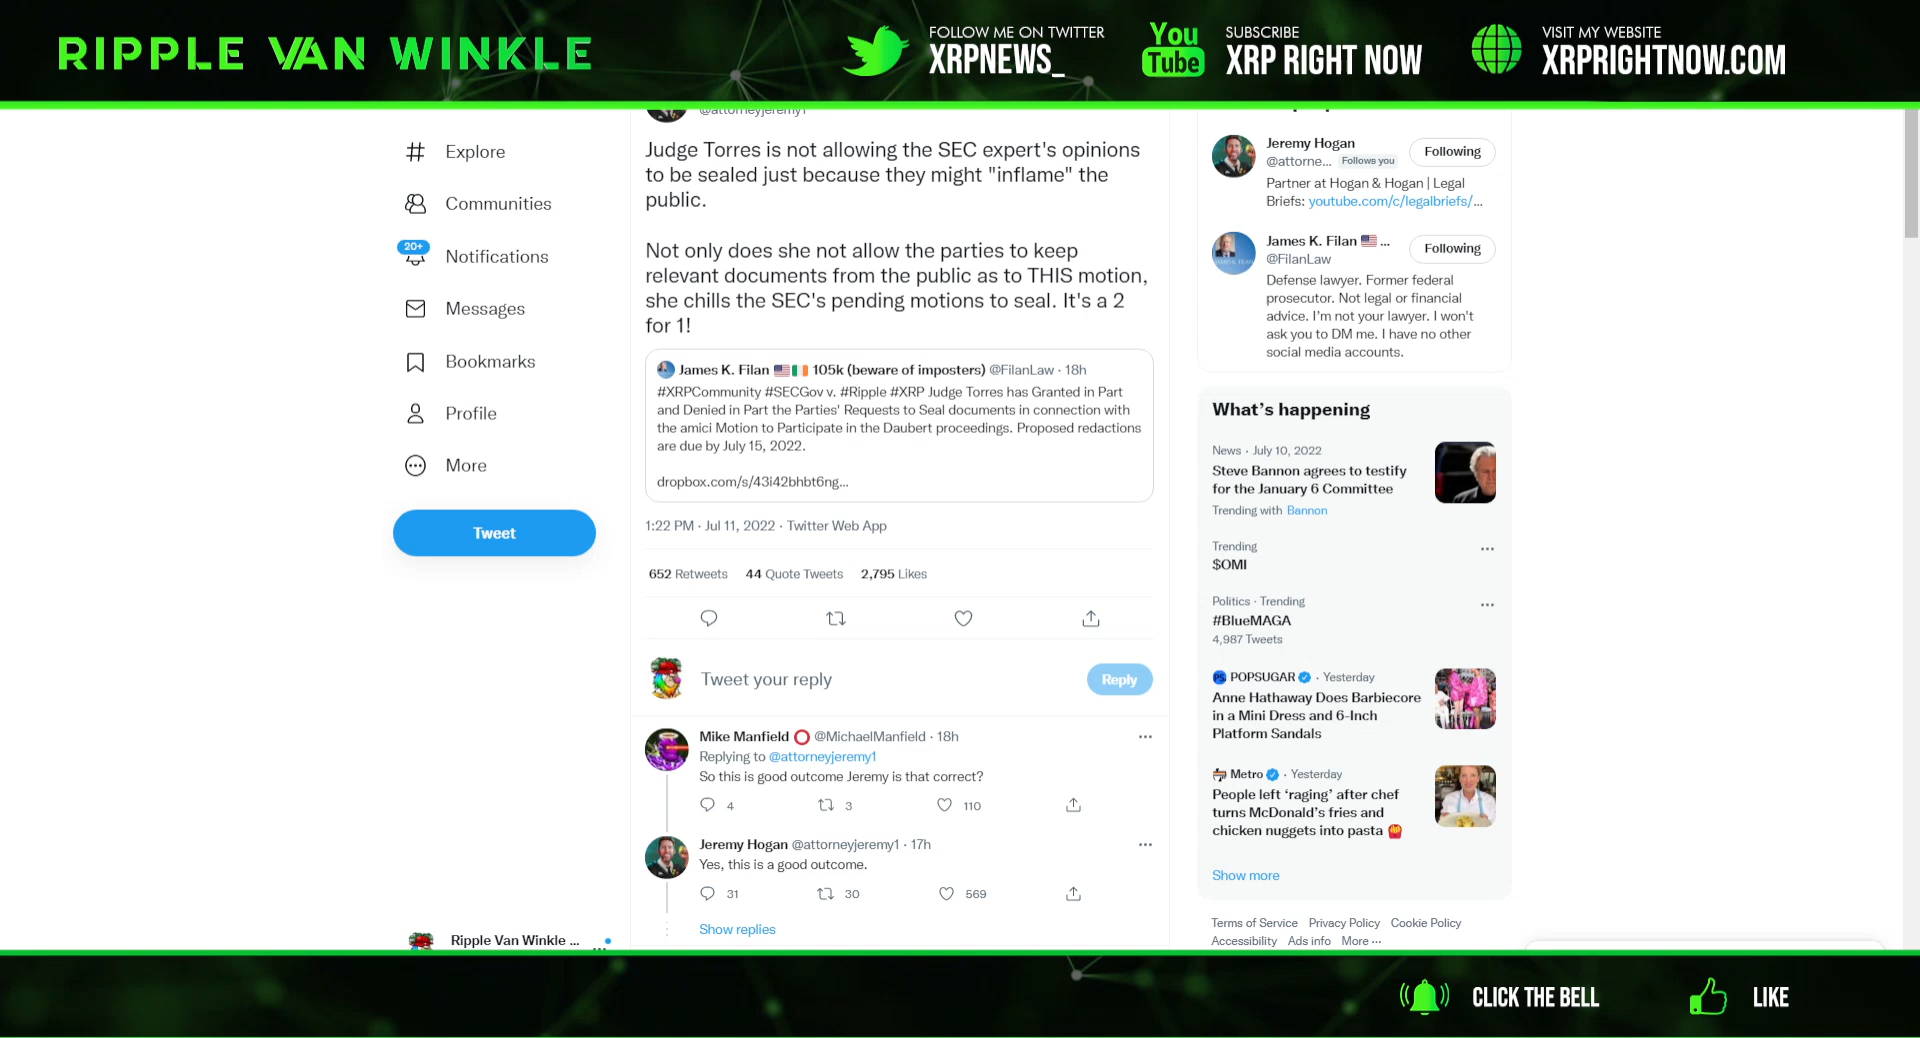 RIPPLE VAN WINKLE
FOLLOW ME ON TWITTER
XRPNEWS_
You
Tube
SUBSCRIBE
XRP RIGHT NOW
VISIT MY WEBSITE
XRPRIGHTNOW.COM
Explore
Communities
20+
Notifications
Messages
Bookmarks
Profile
More
Tweet
Ripple Van Winkle ...
@attorneyjeremy1
Judge Torres is not allowing the SEC expert's opinions
to be sealed just because they might "inflame" the
public.
Not only does she not allow the parties to keep
relevant documents from the public as to THIS motion,
she chills the SEC's pending motions to seal. It's a 2
for 1!
James K. Filan 🇺🇸🇮🇪 105k (beware of imposters) @FilanLaw · 18h
#XRPCommunity #SECGov v. #Ripple #XRP Judge Torres has Granted in Part
and Denied in Part the Parties' Requests to Seal documents in connection with
the amici Motion to Participate in the Daubert proceedings. Proposed redactions
are due by July 15, 2022.
dropbox.com/s/43i42bhbt6ng...
1:22 PM · Jul 11, 2022 · Twitter Web App
652 Retweets 44 Quote Tweets 2,795 Likes
Tweet your reply
Reply
Mike Manfield ⭕ @MichaelManfield · 18h
Replying to @attorneyjeremy1
So this is good outcome Jeremy is that correct?
4 3 110
Jeremy Hogan @attorneyjeremy1 · 17h
Yes, this is a good outcome.
31 30 569
Show replies
Jeremy Hogan
@attorne... Follows you
Following
Partner at Hogan & Hogan | Legal
Briefs: youtube.com/c/legalbriefs/...
James K. Filan 🇺🇸 ...
@FilanLaw
Following
Defense lawyer. Former federal
prosecutor. Not legal or financial
advice. I'm not your lawyer. I won't
ask you to DM me. I have no other
social media accounts.
What's happening
News · July 10, 2022
Steve Bannon agrees to testify
for the January 6 Committee
Trending with Bannon
Trending
$OMI
Politics · Trending
#BlueMAGA
4,987 Tweets
POPSUGAR · Yesterday
Anne Hathaway Does Barbiecore
in a Mini Dress and 6-Inch
Platform Sandals
Metro · Yesterday
People left ‘raging’ after chef
turns McDonald's fries and
chicken nuggets into pasta 🍟
Show more
Terms of Service Privacy Policy Cookie Policy
Accessibility Ads info More ...
CLICK THE BELL
LIKE